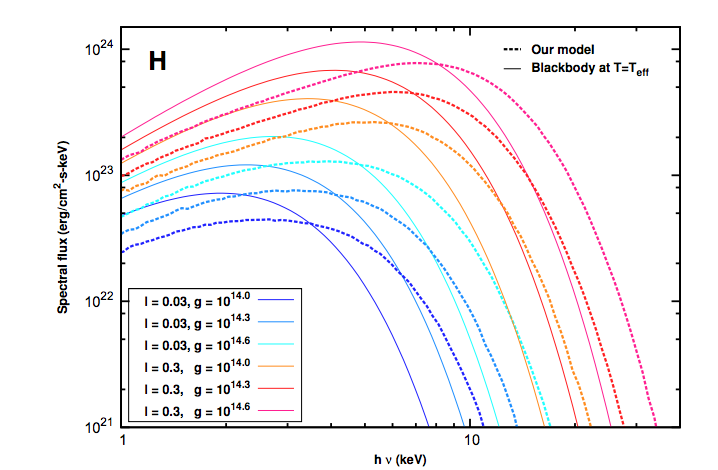 H
Our model
Blackbody at T=T_eff
10^24
10^23
10^22
10^21
Spectral flux (erg/cm^2-s-keV)
l = 0.03, g = 10^14.0
l = 0.03, g = 10^14.3
l = 0.03, g = 10^14.6
l = 0.3, g = 10^14.0
l = 0.3, g = 10^14.3
l = 0.3, g = 10^14.6
1
10
h ν (keV)